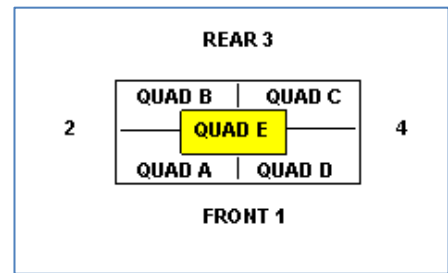 REAR 3
QUAD B QUAD C
2 QUAD E 4
QUAD A QUAD D
FRONT 1